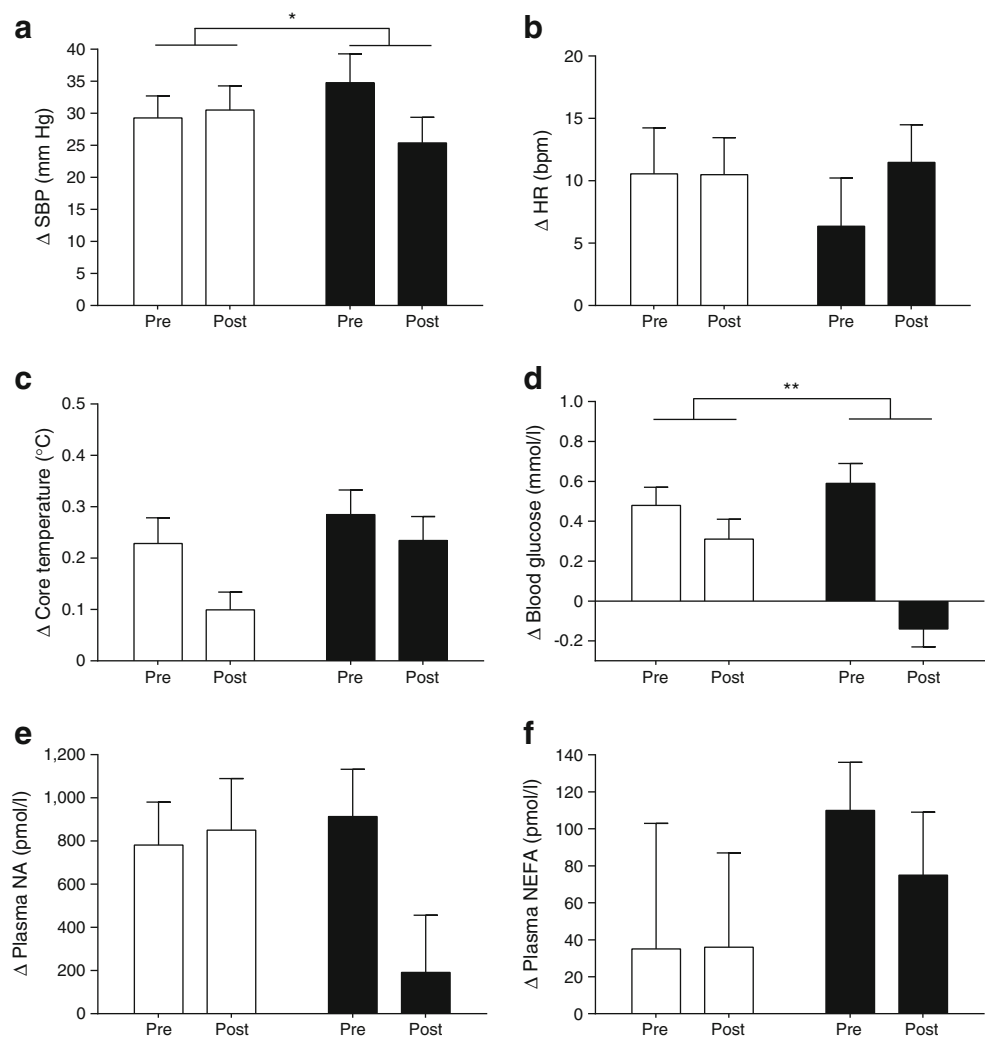 a
*
Δ SBP (mm Hg)
40
35
30
25
20
15
10
5
0
Pre Post Pre Post
b
Δ HR (bpm)
20
15
10
5
0
Pre Post Pre Post
c
Δ Core temperature (°C)
0.5
0.4
0.3
0.2
0.1
0
Pre Post Pre Post
d
**
Δ Blood glucose (mmol/l)
1.0
0.8
0.6
0.4
0.2
0
-0.2
Pre Post Pre Post
e
Δ Plasma NA (pmol/l)
1,200
1,000
800
600
400
200
0
Pre Post Pre Post
f
Δ Plasma NEFA (pmol/l)
140
120
100
80
60
40
20
0
Pre Post Pre Post